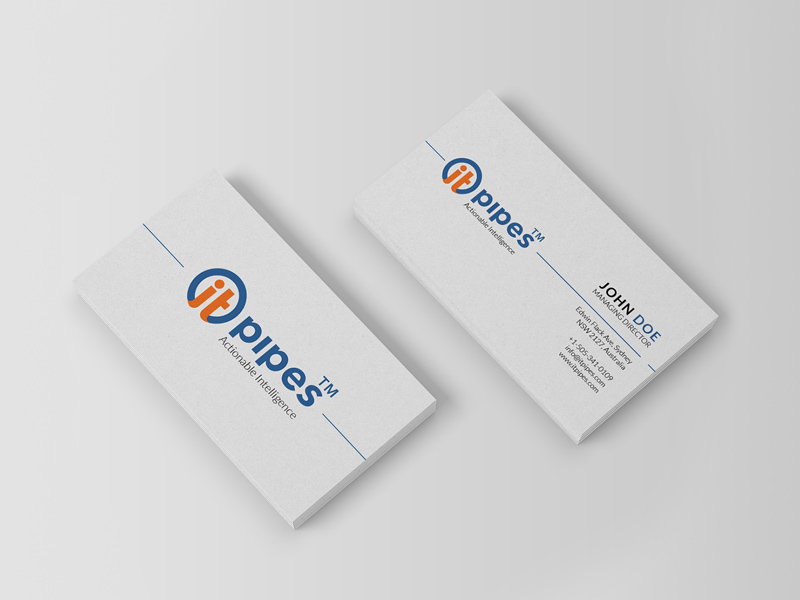 it pipes™
Actionable Intelligence
it pipes™
Actionable Intelligence
JOHN DOE
MANAGING DIRECTOR
Edwin Flack Ave, Sydney
NSW 2127, Australia
+1-505-341-0109
info@itpipes.com
www.itpipes.com